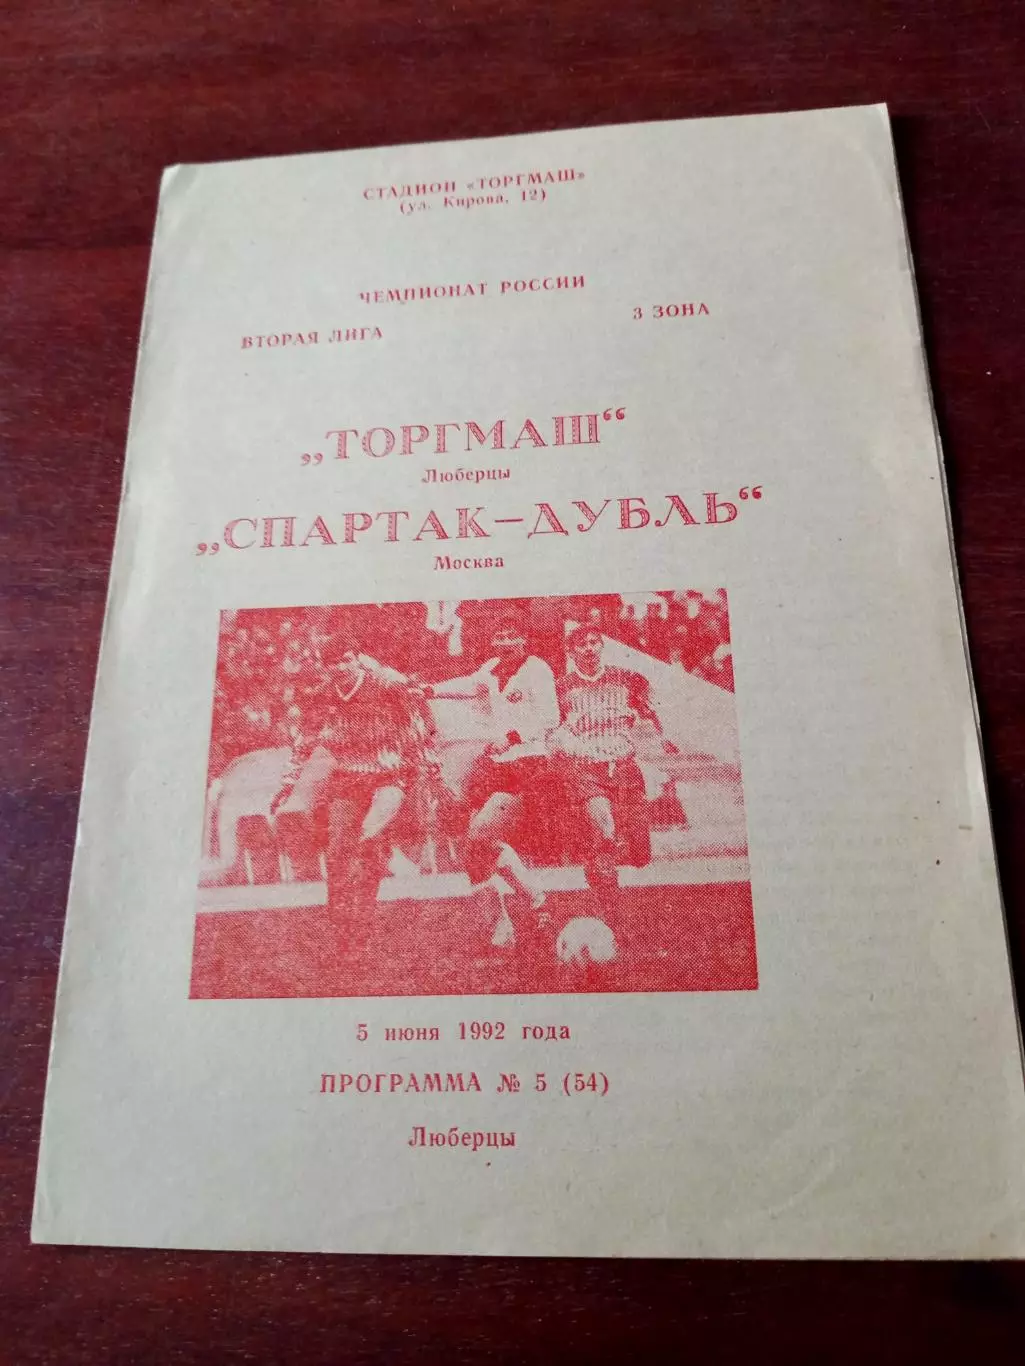 СТАДИОН «ТОРГМАШ»
(ул. Кирова, 12)
ЧЕМПИОНАТ РОССИИ
ВТОРАЯ ЛИГА 3 ЗОНА
„ТОРГМАШ“
Люберцы
„СПАРТАК—ДУБЛЬ“
Москва
5 июня 1992 года
ПРОГРАММА № 5 (54)
Люберцы